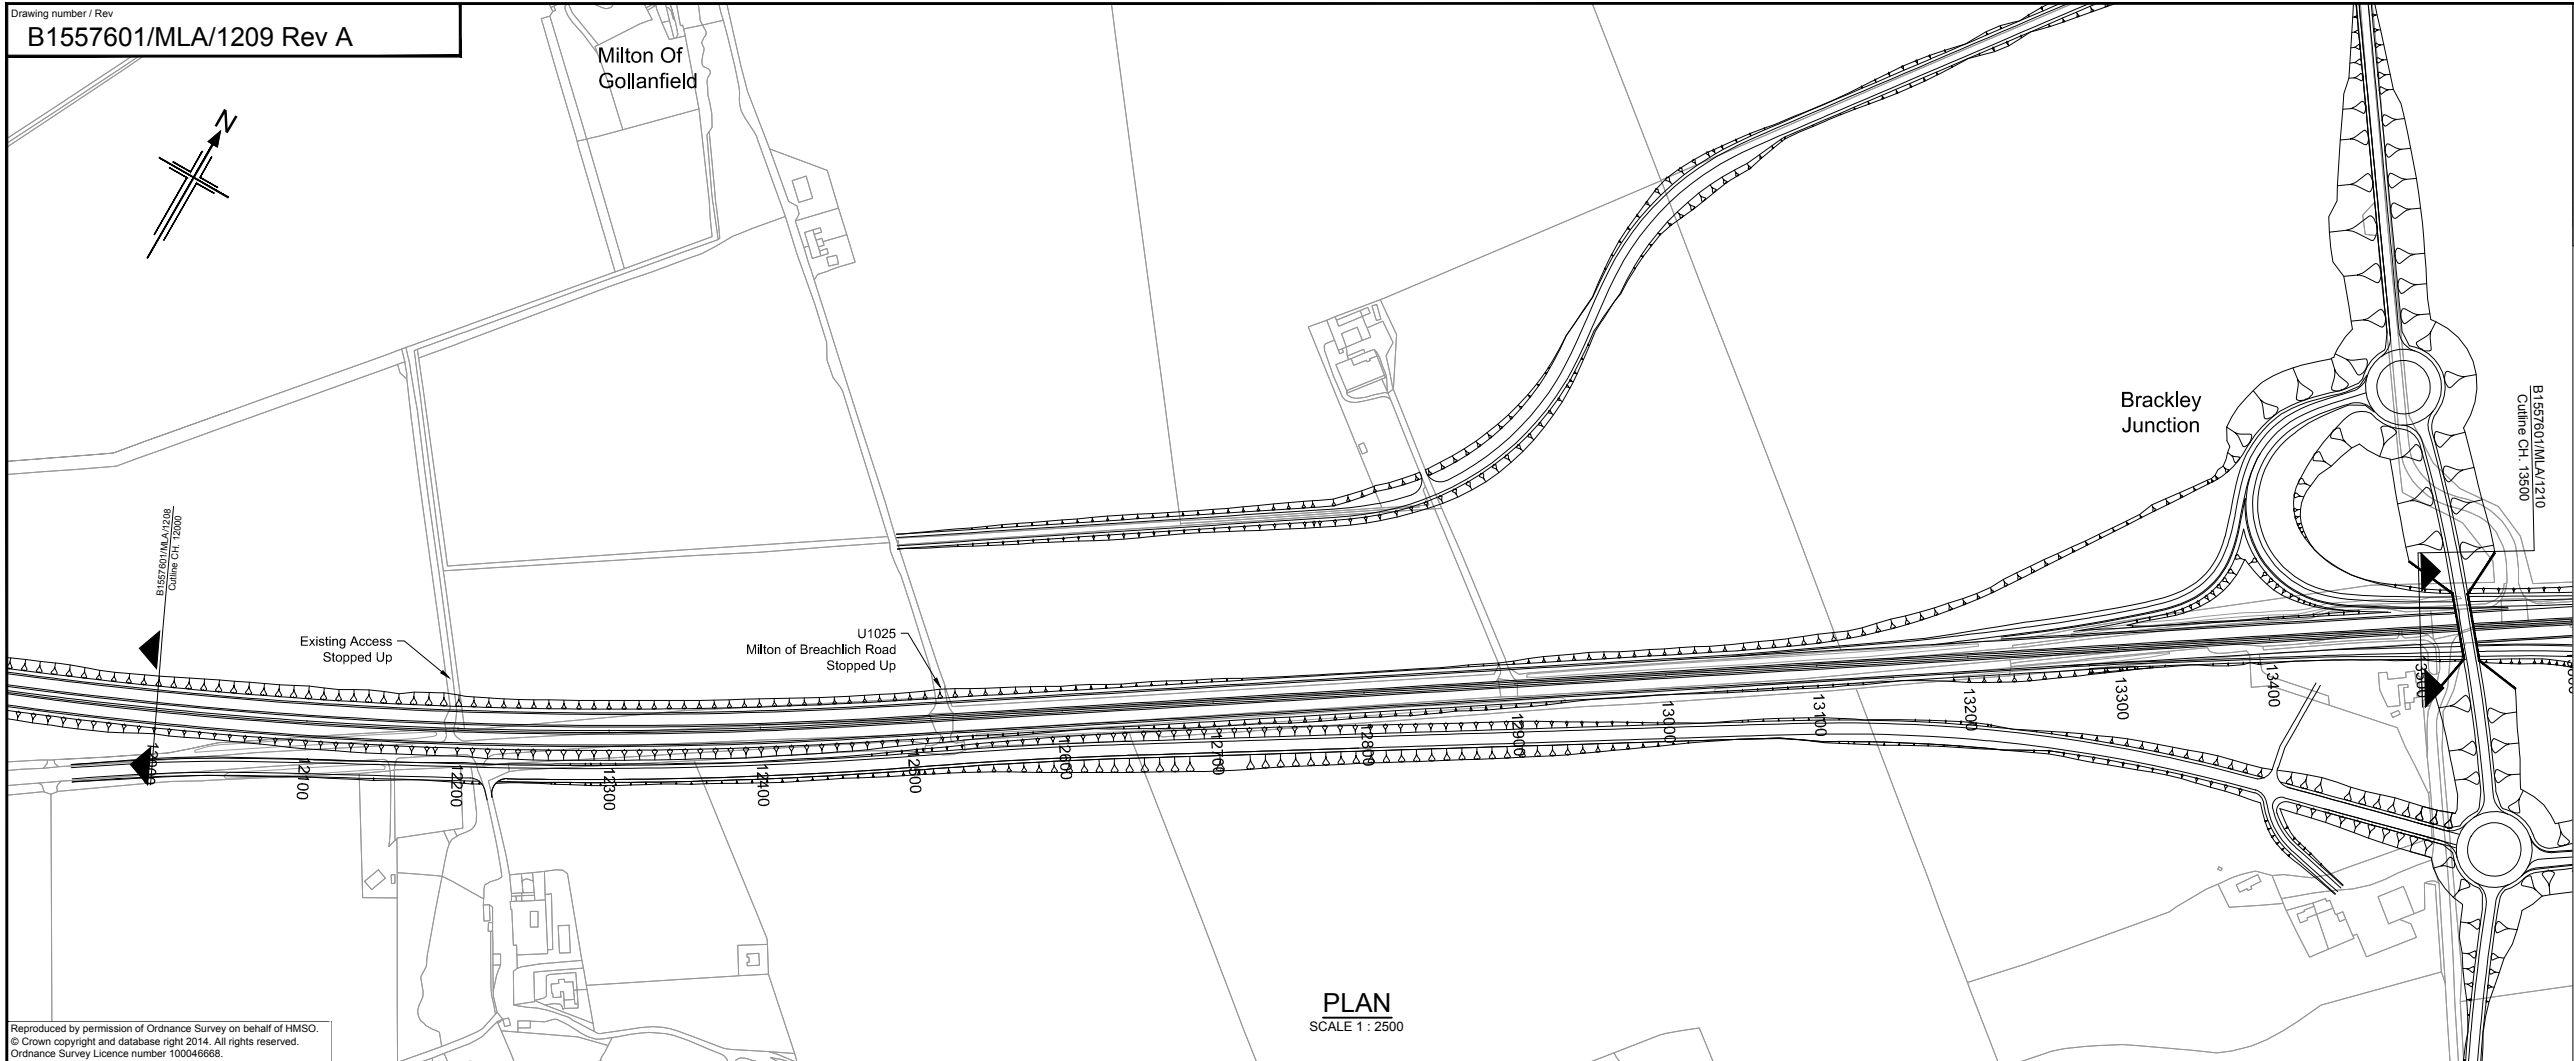 Drawing number / Rev
B1557601/MLA/1209 Rev A
Milton Of
Gollanfield
N
Brackley
Junction
B1557601/MLA/1210
Cutline CH. 13500
B1557601/MLA/1208
Cutline CH. 12000
Existing Access
Stopped Up
U1025
Milton of Breachlich Road
Stopped Up
12100
12200
12300
12400
12500
12600
12700
12800
12900
13000
13100
13200
13300
13400
13500
PLAN
SCALE 1 : 2500
Reproduced by permission of Ordnance Survey on behalf of HMSO.
© Crown copyright and database right 2014. All rights reserved.
Ordnance Survey Licence number 100046668.